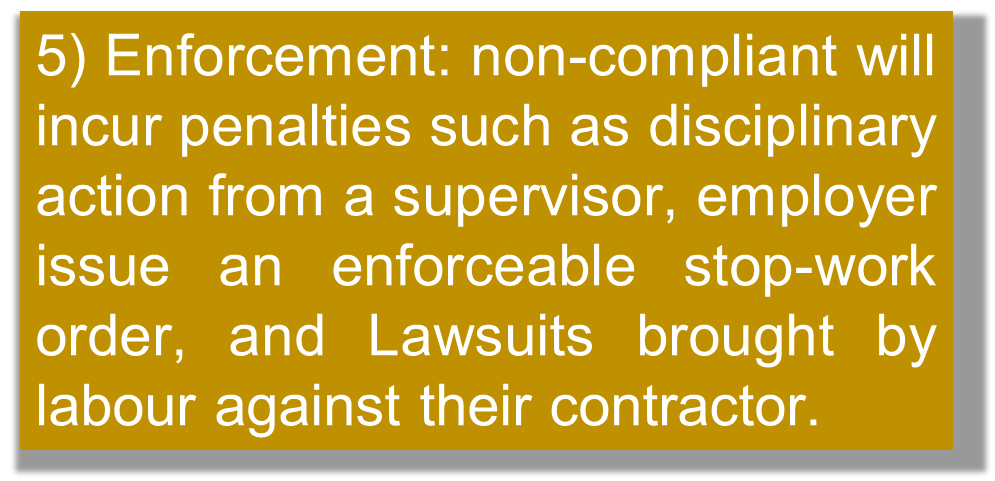 5) Enforcement: non-compliant will
incur penalties such as disciplinary
action from a supervisor, employer
issue an enforceable stop-work
order, and Lawsuits brought by
labour against their contractor.